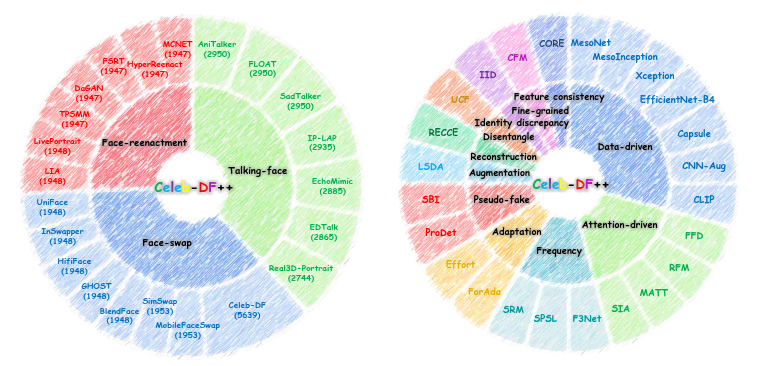 MCNET
(1947)
HyperReenact
(1947)
FSRT
(1947)
DaGAN
(1947)
TPSMM
(1947)
LivePortrait
(1948)
LIA
(1948)
Face-reenactment
AniTalker
(2950)
FLOAT
(2950)
SadTalker
(2950)
IP-LAP
(2935)
EchoMimic
(2885)
EDTalk
(2865)
Real3D-Portrait
(2744)
Talking-face
Celeb-DF++
UniFace
(1948)
InSwapper
(1948)
HifiFace
(1948)
GHOST
(1948)
BlendFace
(1948)
SimSwap
(1953)
MobileFaceSwap
(1953)
Celeb-DF
(5639)
Face-swap
CORE
Feature consistency
CFM
Fine-grained
IID
Identity discrepancy
UCF
Disentangle
RECCE
Reconstruction
LSDA
Augmentation
SBI
ProDet
Pseudo-fake
Effort
ForAda
Adaptation
SRM
SPSL
F3Net
Frequency
SIA
MATT
RFM
FFD
Attention-driven
MesoNet
MesoInception
Xception
EfficientNet-B4
Capsule
CNN-Aug
CLIP
Data-driven
Celeb-DF++